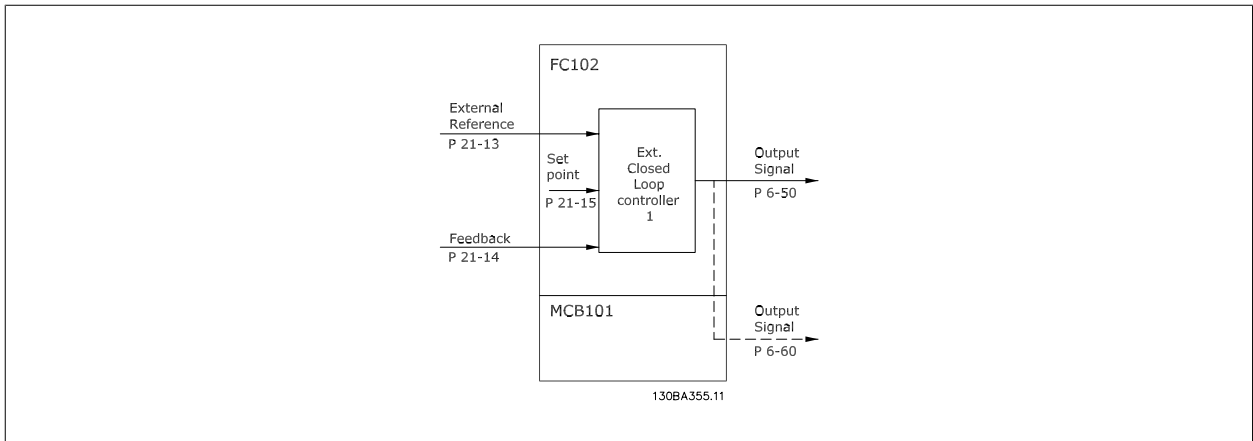 FC102
External
Reference
P 21-13
Set
point
P 21-15
Feedback
P 21-14
Ext.
Closed
Loop
controller
1
Output
Signal
P 6-50
MCB101
Output
Signal
P 6-60
130BA355.11